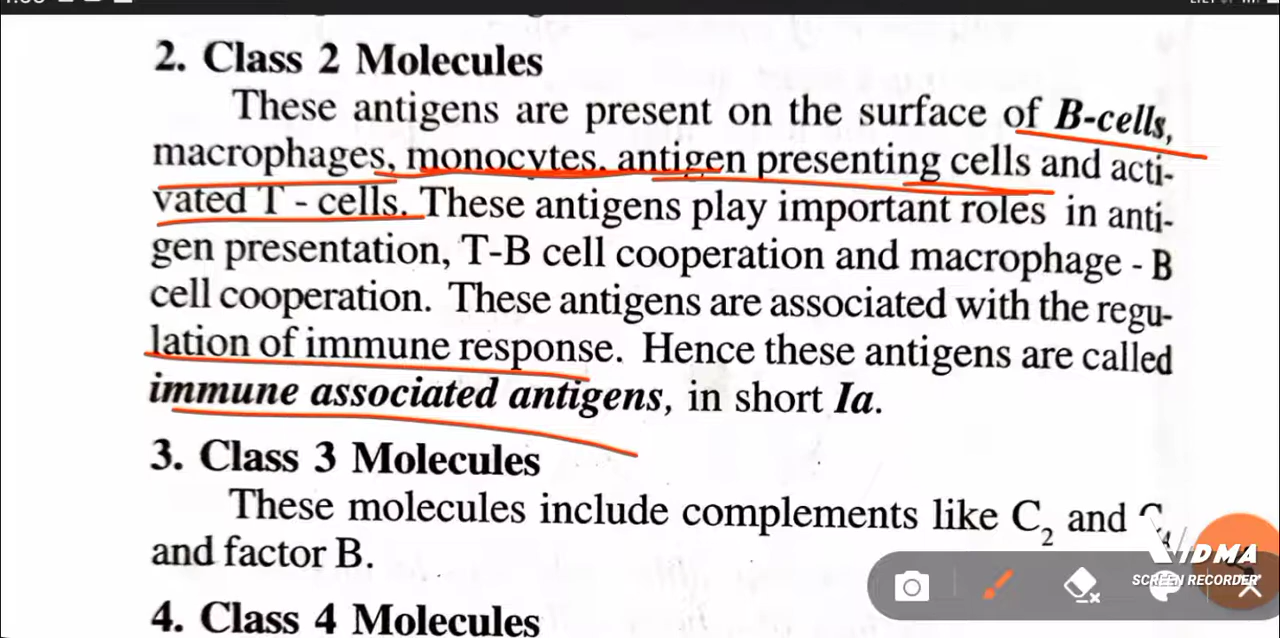 2. Class 2 Molecules
These antigens are present on the surface of B-cells,
macrophages, monocytes, antigen presenting cells and acti-
vated T - cells. These antigens play important roles in anti-
gen presentation, T-B cell cooperation and macrophage - B
cell cooperation. These antigens are associated with the regu-
lation of immune response. Hence these antigens are called
immune associated antigens, in short Ia.
3. Class 3 Molecules
These molecules include complements like C₂ and C₄
and factor B.
VIDMA
SCREEN RECORDER
4. Class 4 Molecules